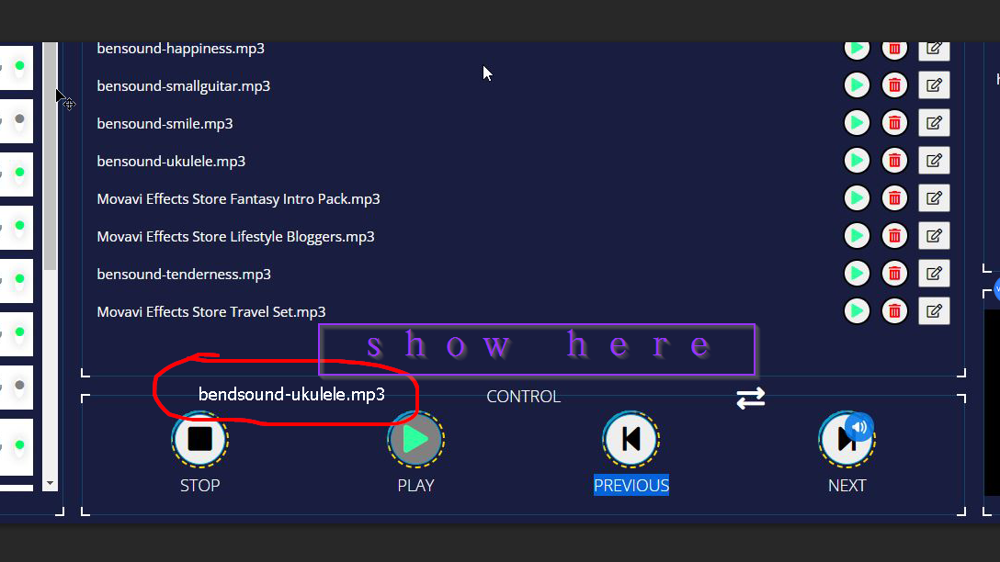 bensound-happiness.mp3
bensound-smallguitar.mp3
bensound-smile.mp3
bensound-ukulele.mp3
Movavi Effects Store Fantasy Intro Pack.mp3
Movavi Effects Store Lifestyle Bloggers.mp3
bensound-tenderness.mp3
Movavi Effects Store Travel Set.mp3
show here
bendsound-ukulele.mp3
CONTROL
STOP
PLAY
PREVIOUS
NEXT